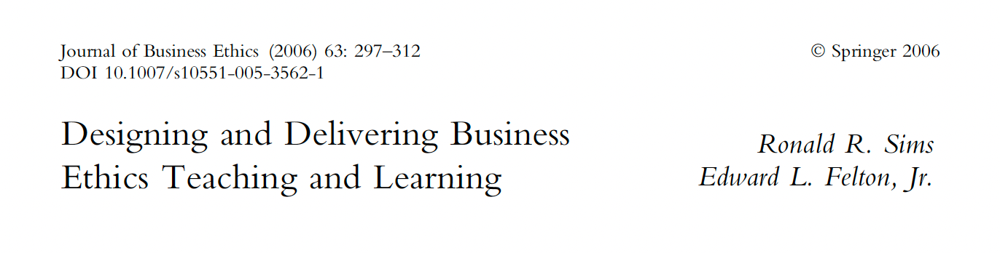 Journal of Business Ethics (2006) 63: 297–312
DOI 10.1007/s10551-005-3562-1
© Springer 2006
Designing and Delivering Business
Ethics Teaching and Learning
Ronald R. Sims
Edward L. Felton, Jr.